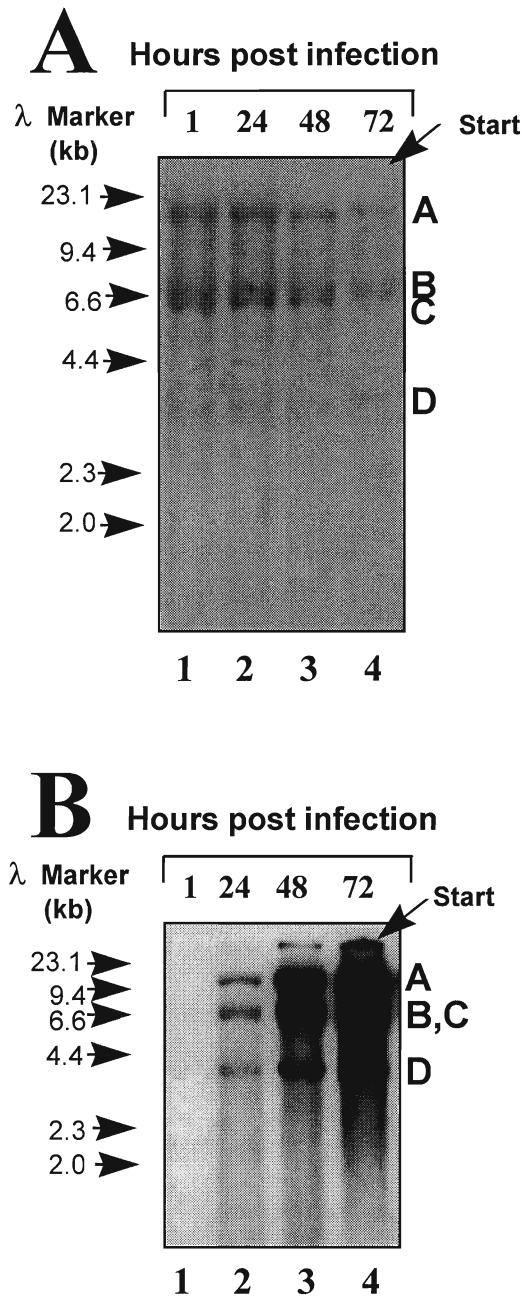 A Hours post infection
λ Marker (kb)
1 24 48 72
Start
23.1
9.4
6.6
4.4
2.3
2.0
A
B
C
D
1 2 3 4
B Hours post infection
λ Marker (kb)
1 24 48 72
Start
23.1
9.4
6.6
4.4
2.3
2.0
A
B,C
D
1 2 3 4